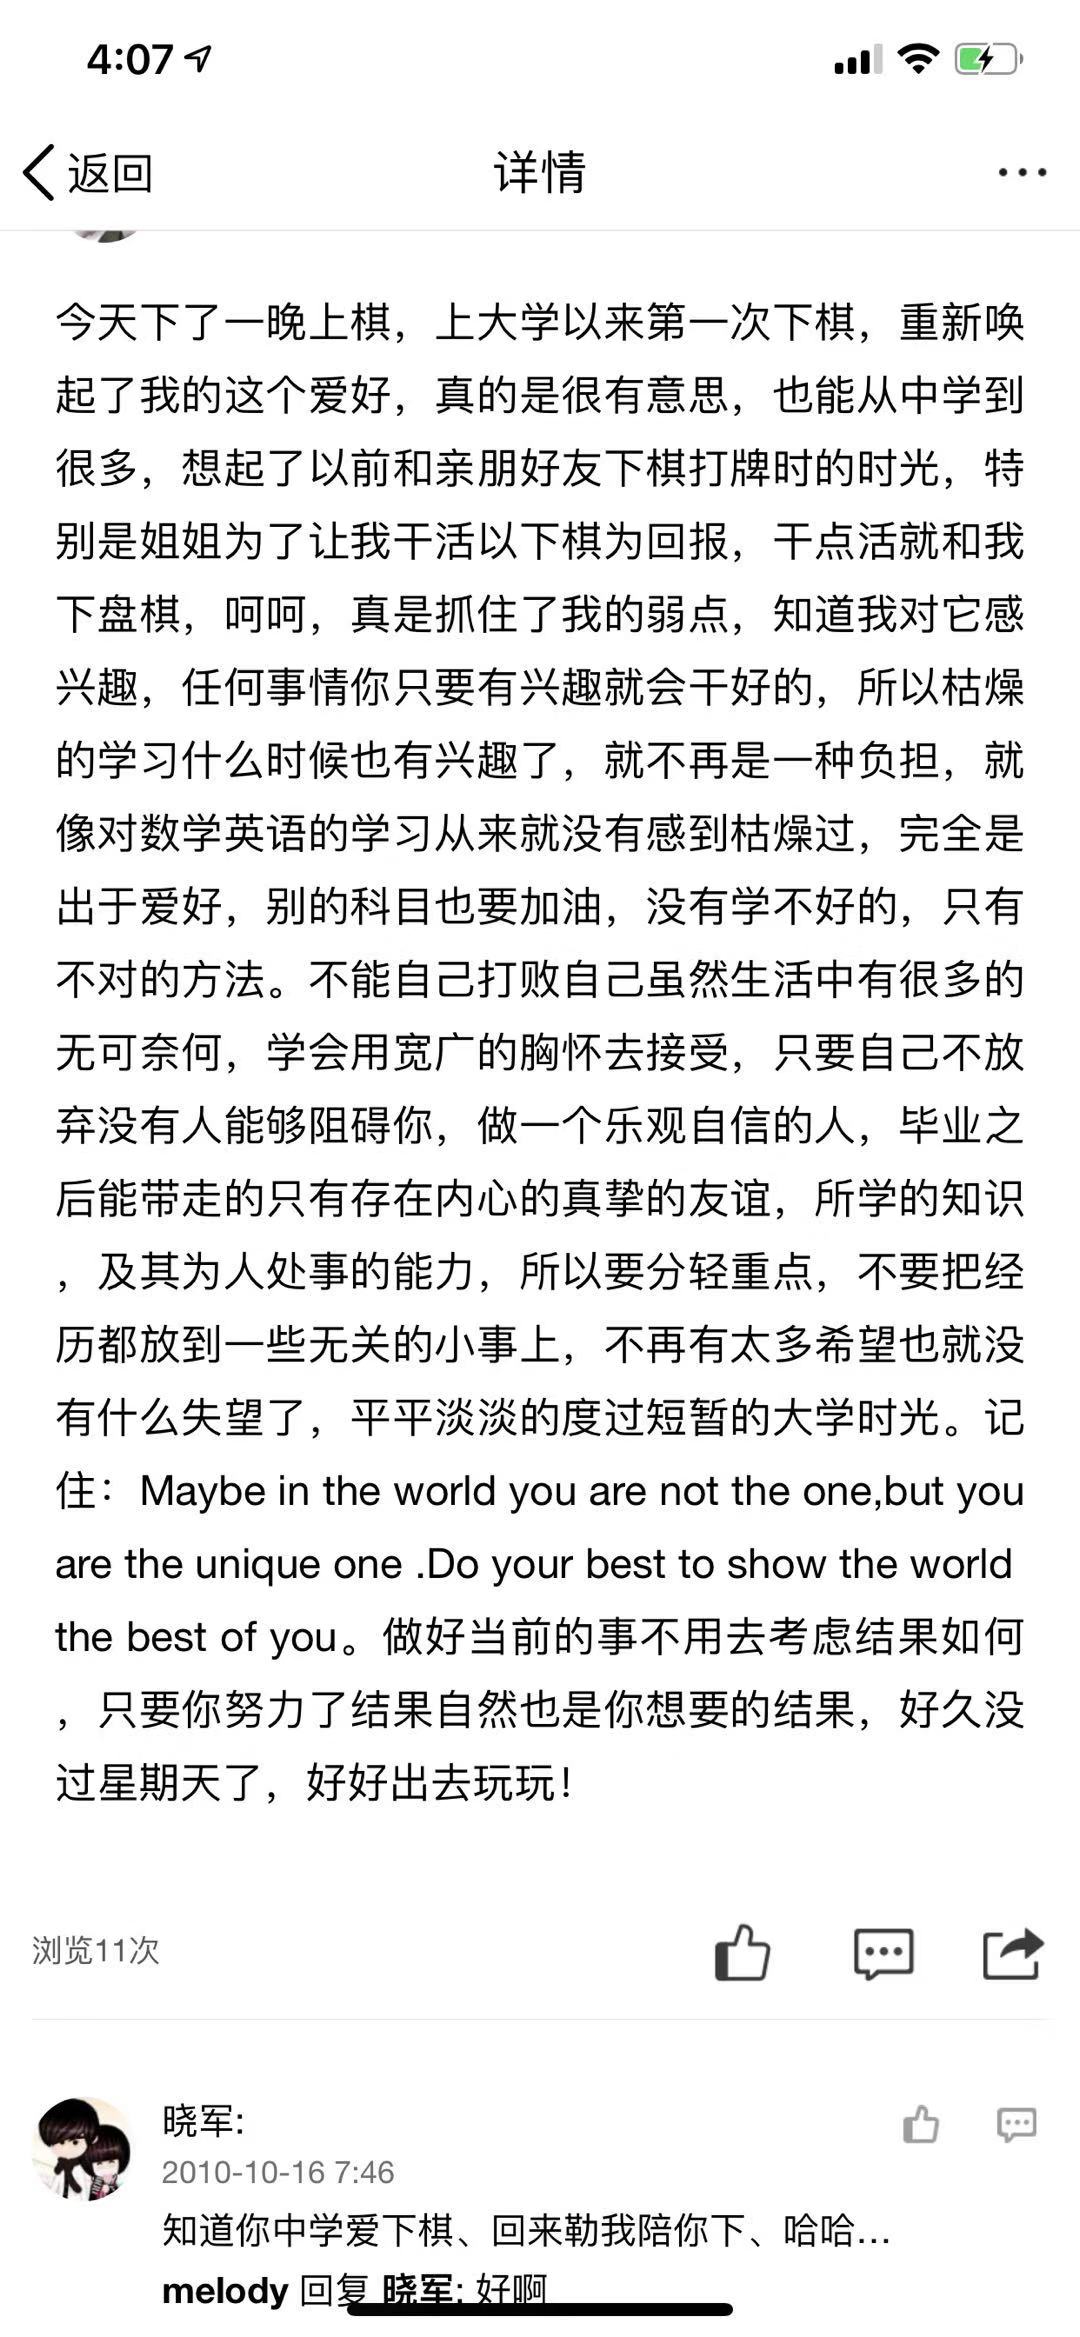 4:07
返回
详情
今天下了一晚上棋，上大学以来第一次下棋，重新唤
起了我的这个爱好，真的是很有意思，也能从中学到
很多，想起了以前和亲朋好友下棋打牌时的时光，特
别是姐姐为了让我干活以下棋为回报，干点活就和我
下盘棋，呵呵，真是抓住了我的弱点，知道我对它感
兴趣，任何事情你只要有兴趣就会干好的，所以枯燥
的学习什么时候也有兴趣了，就不再是一种负担，就
像对数学英语的学习从来就没有感到枯燥过，完全是
出于爱好，别的科目也要加油，没有学不好的，只有
不对的方法。不能自己打败自己虽然生活中有很多的
无可奈何，学会用宽广的胸怀去接受，只要自己不放
弃没有人能够阻碍你，做一个乐观自信的人，毕业之
后能带走的只有存在内心的真挚的友谊，所学的知识
，及其为人处事的能力，所以要分轻重点，不要把经
历都放到一些无关的小事上，不再有太多希望也就没
有什么失望了，平平淡淡的度过短暂的大学时光。记
住：Maybe in the world you are not the one,but you
are the unique one .Do your best to show the world
the best of you。做好当前的事不用去考虑结果如何
，只要你努力了结果自然也是你想要的结果，好久没
过星期天了，好好出去玩玩！
浏览11次
晓军:
2010-10-16 7:46
知道你中学爱下棋、回来勒我陪你下、哈哈...
melody 回复 晓军: 好啊